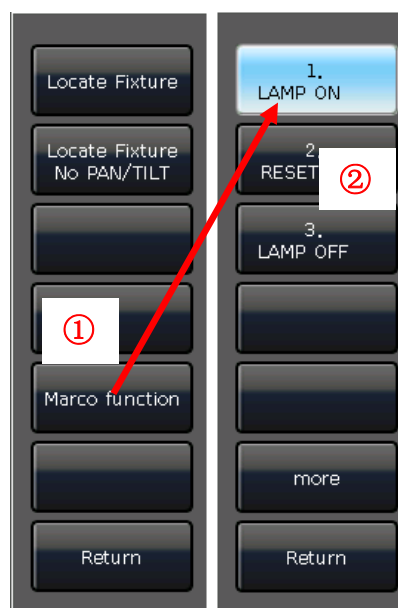 Locate Fixture
Locate Fixture
No PAN/TILT
①
Marco function
Return
1.
LAMP ON
2.
RESET
②
3.
LAMP OFF
more
Return